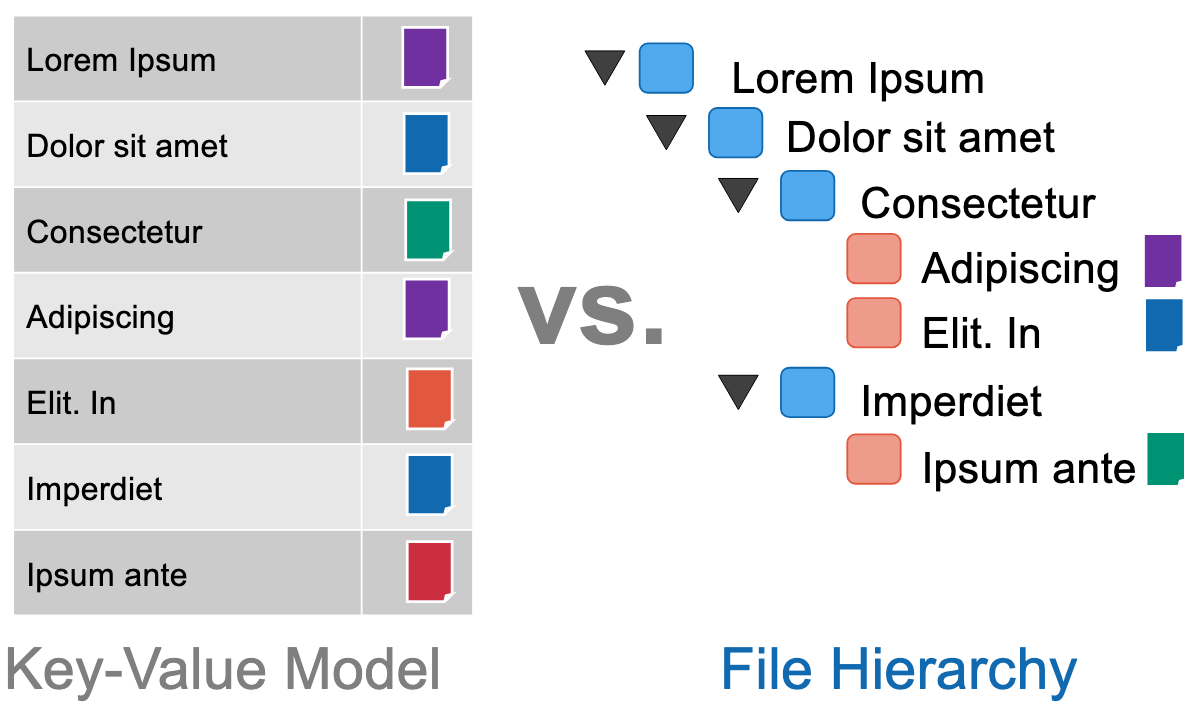 Lorem Ipsum
Dolor sit amet
Consectetur
Adipiscing
Elit. In
Imperdiet
Ipsum ante
Key-Value Model
vs.
Lorem Ipsum
Dolor sit amet
Consectetur
Adipiscing
Elit. In
Imperdiet
Ipsum ante
File Hierarchy